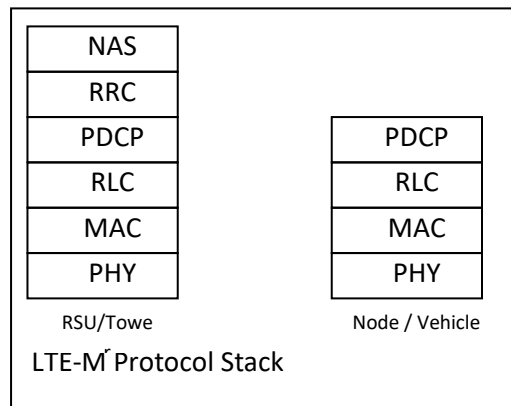 NAS
RRC
PDCP
RLC
MAC
PHY
RSU/Towe
r
PDCP
RLC
MAC
PHY
Node / Vehicle
LTE-M Protocol Stack